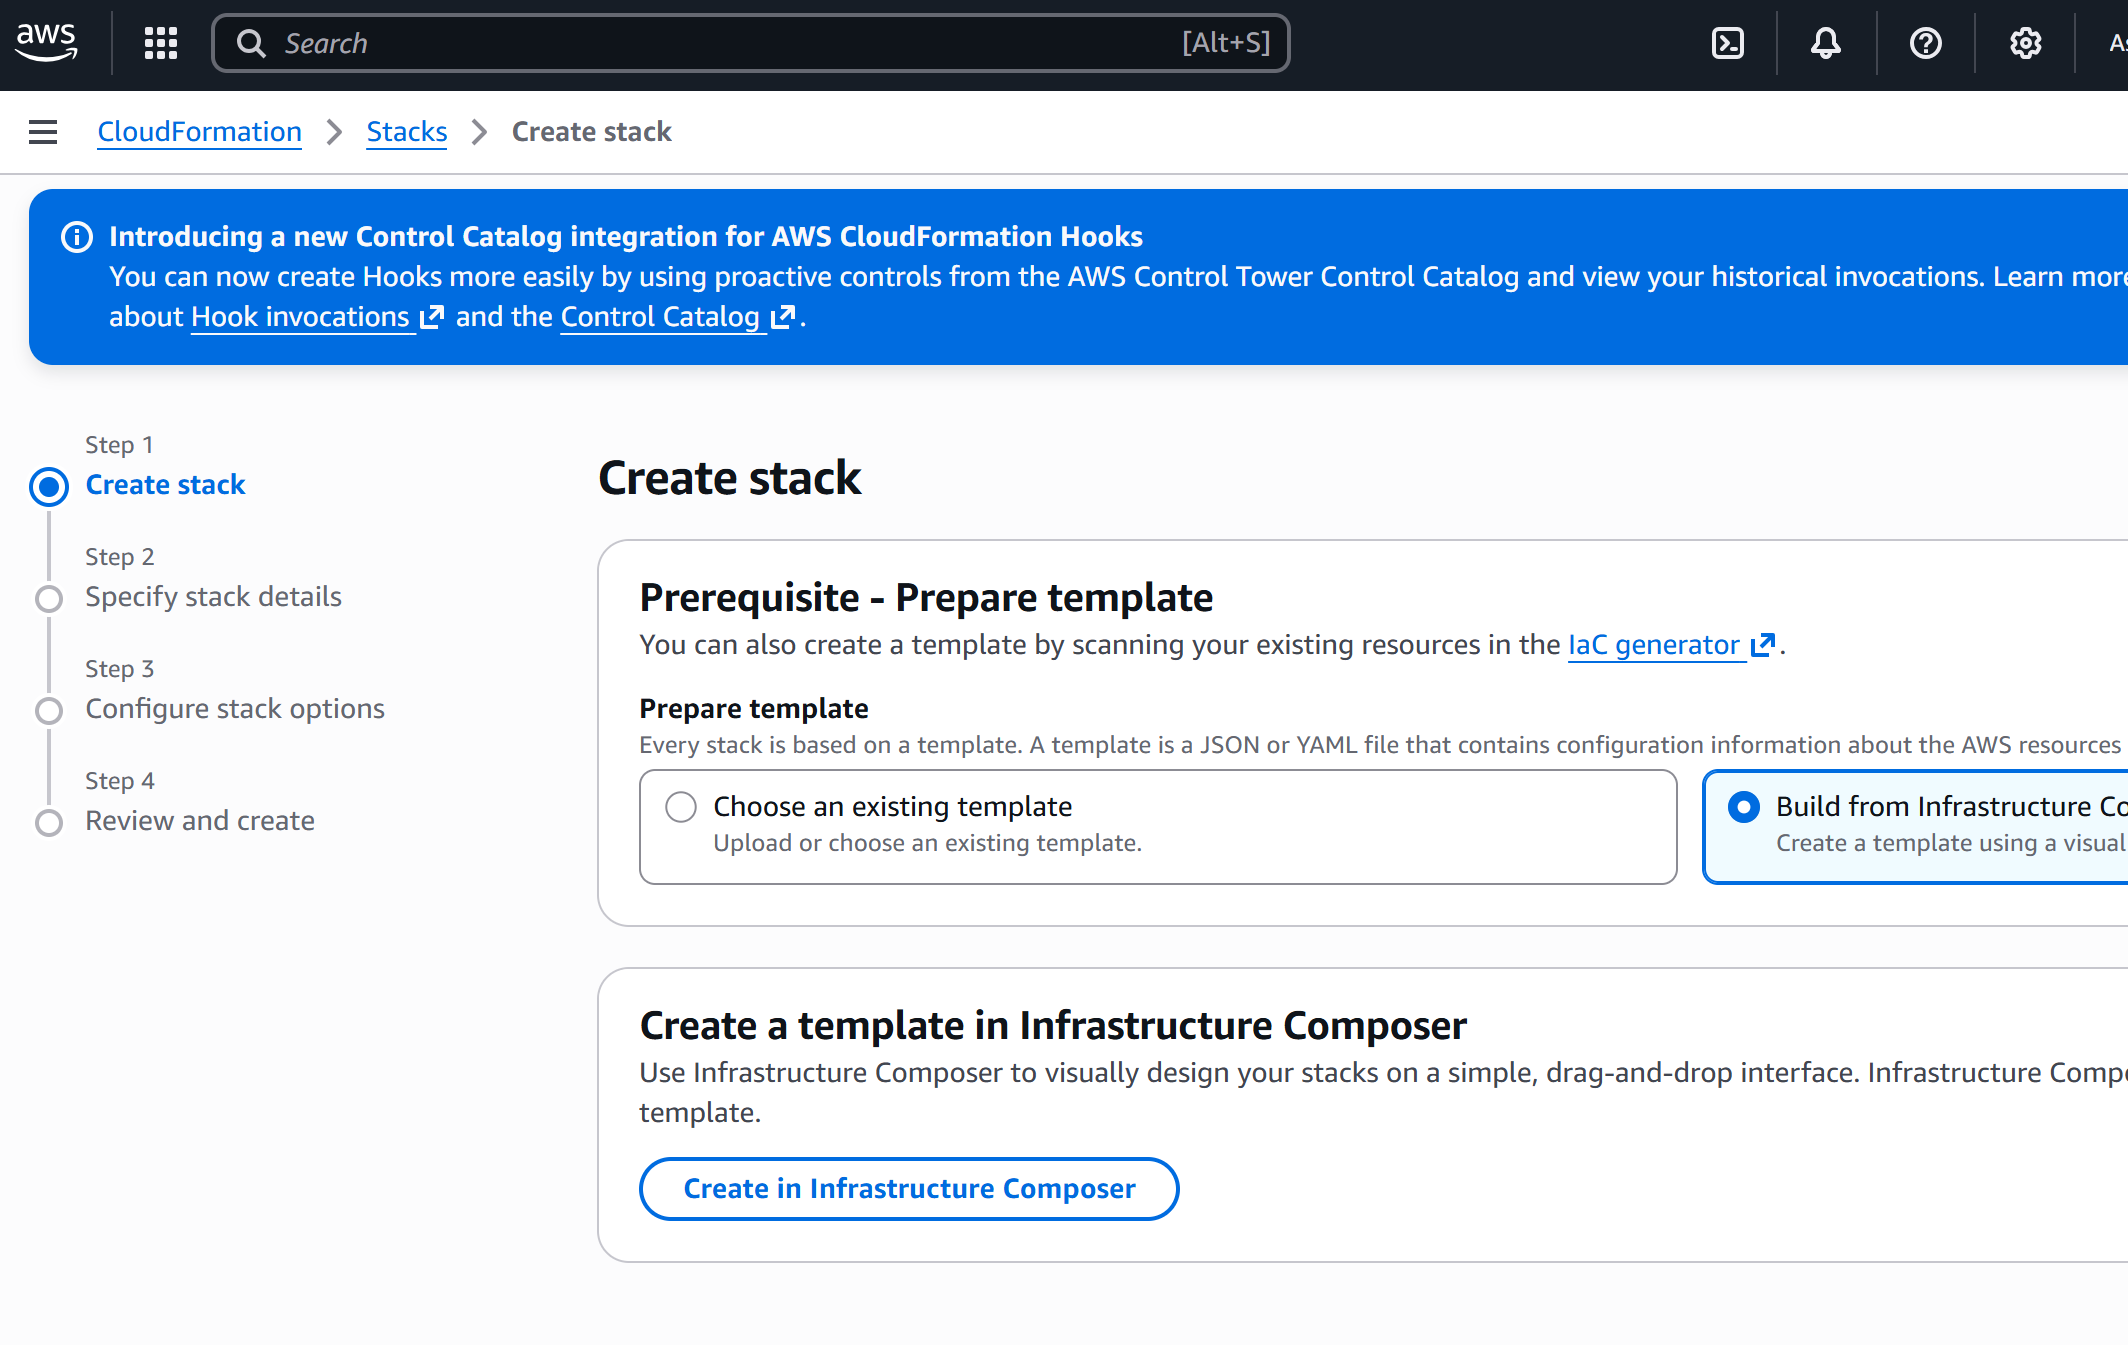 aws
Search [Alt+S]
CloudFormation Stacks Create stack
Introducing a new Control Catalog integration for AWS CloudFormation Hooks
You can now create Hooks more easily by using proactive controls from the AWS Control Tower Control Catalog and view your historical invocations. Learn more
about Hook invocations and the Control Catalog .
Step 1
Create stack
Step 2
Specify stack details
Step 3
Configure stack options
Step 4
Review and create
Create stack
Prerequisite - Prepare template
You can also create a template by scanning your existing resources in the IaC generator .
Prepare template
Every stack is based on a template. A template is a JSON or YAML file that contains configuration information about the AWS resources
Choose an existing template
Upload or choose an existing template.
Build from Infrastructure
Create a template using a visual
Create a template in Infrastructure Composer
Use Infrastructure Composer to visually design your stacks on a simple, drag-and-drop interface. Infrastructure
template.
Create in Infrastructure Composer